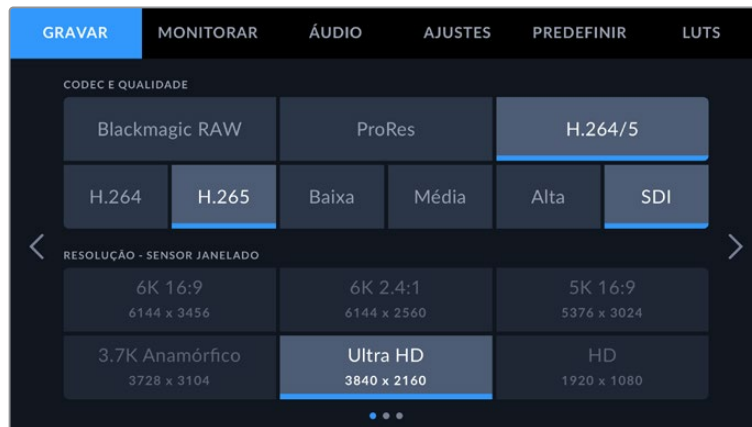 GRAVAR MONITORAR ÁUDIO AJUSTES PREDEFINIR LUTS
CODEC E QUALIDADE
Blackmagic RAW ProRes H.264/5
H.264 H.265 Baixa Média Alta SDI
RESOLUÇÃO - SENSOR JANELADO
6K 16:9 6K 2.4:1 5K 16:9
6144 x 3456 6144 x 2560 5376 x 3024
3.7K Anamórfico Ultra HD HD
3728 x 3104 3840 x 2160 1920 x 1080